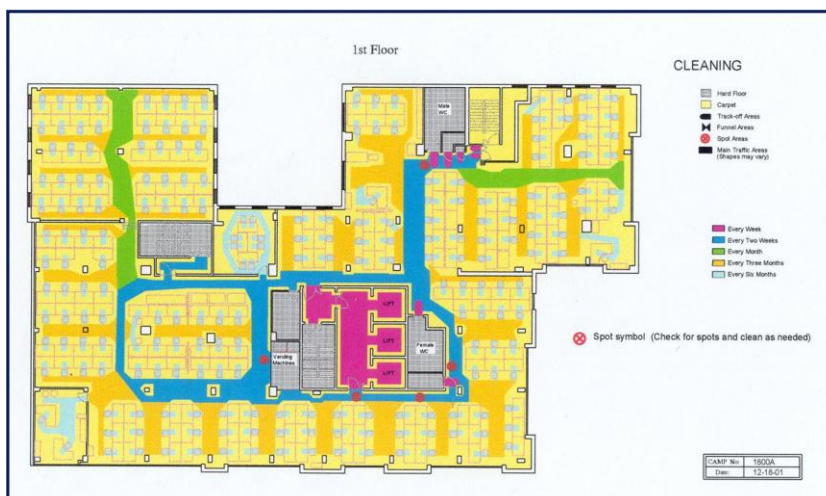 1st Floor
CLEANING
Hard Floor
Carpet
Track-off Areas
Funnel Areas
Spot Areas
Main Traffic Areas
(Shapes may vary)
Male
WC
Every Week
Every Two Weeks
Every Month
Every Three Months
Every Six Months
LIFT
LIFT
LIFT
Spot symbol (Check for spots and clean as needed)
Vending
Machines
Female
WC
CAMP No: 1600A
Date: 12-18-01